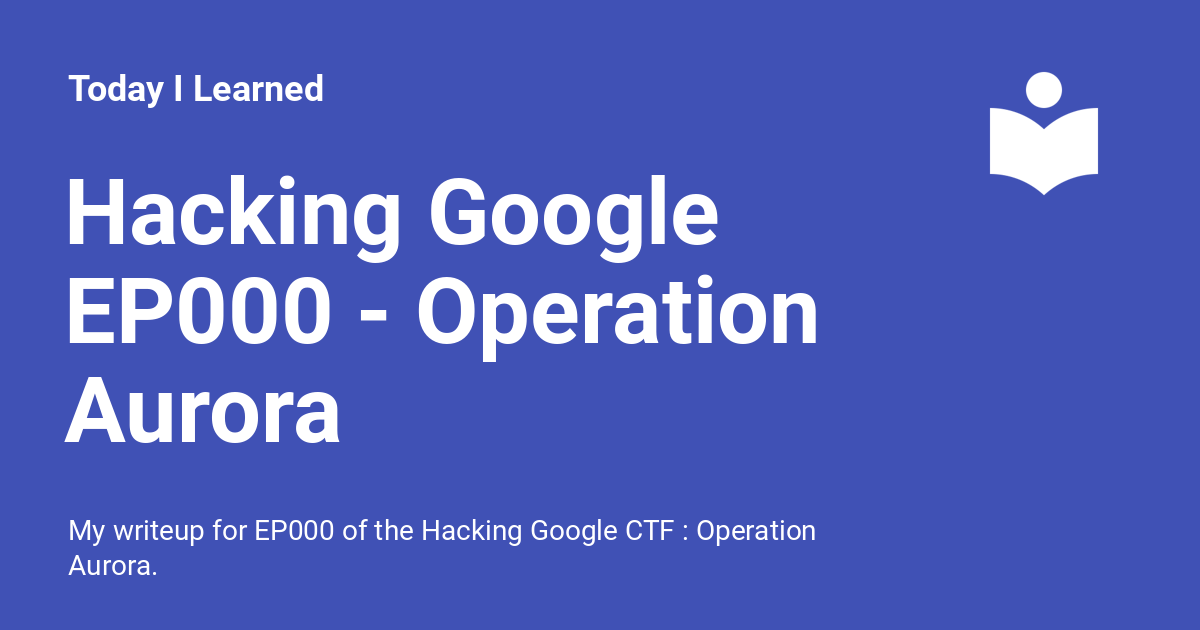 Today I Learned
Hacking Google
EP000 - Operation
Aurora
My writeup for EP000 of the Hacking Google CTF : Operation
Aurora.